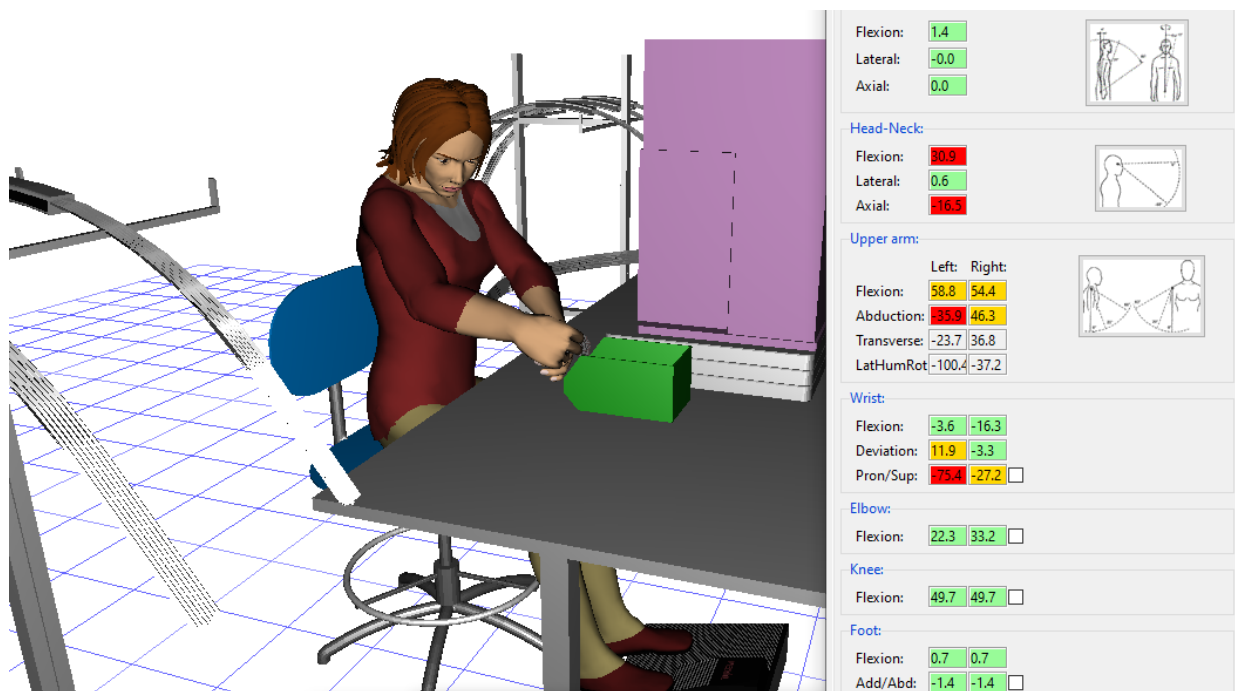 Flexion: 1.4
Lateral: -0.0
Axial: 0.0
Head-Neck:
Flexion: 30.9
Lateral: 0.6
Axial: -16.5
Upper arm:
Left: Right:
Flexion: 58.8 54.4
Abduction: -35.9 46.3
Transverse: -23.7 36.8
LatHumRot -100.4 -37.2
Wrist:
Flexion: -3.6 -16.3
Deviation: 11.9 -3.3
Pron/Sup: -75.4 -27.2
Elbow:
Flexion: 22.3 33.2
Knee:
Flexion: 49.7 49.7
Foot:
Flexion: 0.7 0.7
Add/Abd: -1.4 -1.4